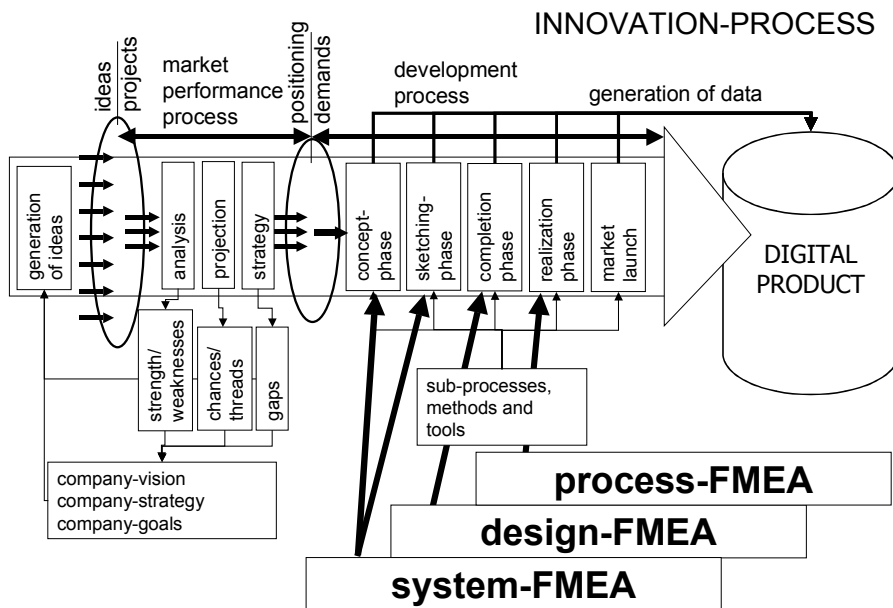 INNOVATION-PROCESS
ideas
projects
market
performance
process
positioning
demands
development
process
generation of data
generation
of ideas
analysis
projection
strategy
concept-
phase
sketching-
phase
completion
phase
realization
phase
market
launch
DIGITAL
PRODUCT
strength/
weaknesses
chances/
threads
gaps
sub-processes,
methods and
tools
company-vision
company-strategy
company-goals
process-FMEA
design-FMEA
system-FMEA